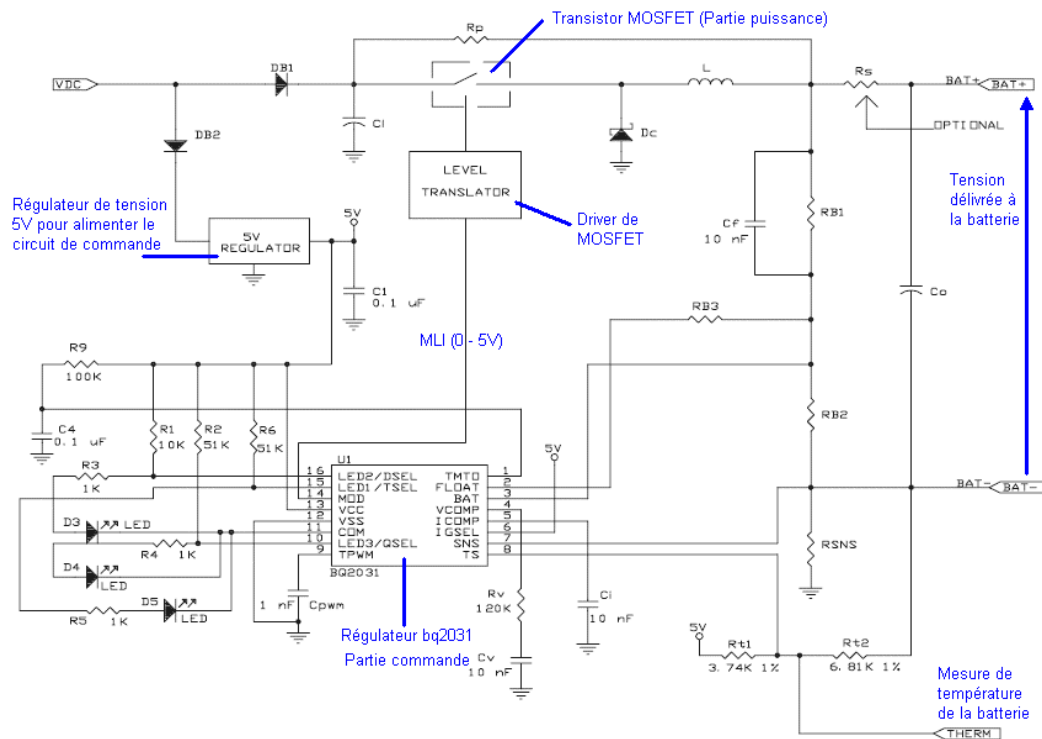 Transistor MOSFET (Partie puissance)
Rp
VDC
DB1
L
Rs
BAT+
BAT+
CI
Dc
OPTIONAL
DB2
LEVEL
TRANSLATOR
Régulateur de tension
5V pour alimenter le
circuit de commande
Driver de
MOSFET
Tension
délivrée à
la batterie
5V
5V
REGULATOR
Cf
10 nF
RB1
C1
0.1 uF
Co
RB3
MLI (0 - 5V)
R9
100K
C4
0.1 uF
R1
10K
R2
51K
R6
51K
RB2
5V
R3
1K
U1
16 LED2/DSEL TMTO 1
15 LED1/TSEL FLOAT 2
14 MOD BAT 3
13 VCC VCOMP 4
12 VSS ICOMP 5
11 COM IGSEL 6
10 LED3/QSEL SNS 7
9 TPWM TS 8
BQ2031
BAT-
BAT-
D3
LED
R4
1K
D4
LED
RSNS
D5
LED
R5
1K
1 nF
Cpwm
Rv
120K
Ci
10 nF
Régulateur bq2031
Partie commande
Cv
10 nF
5V
Rt1
3.74K 1%
Rt2
6.81K 1%
Mesure de
température
de la batterie
THERM